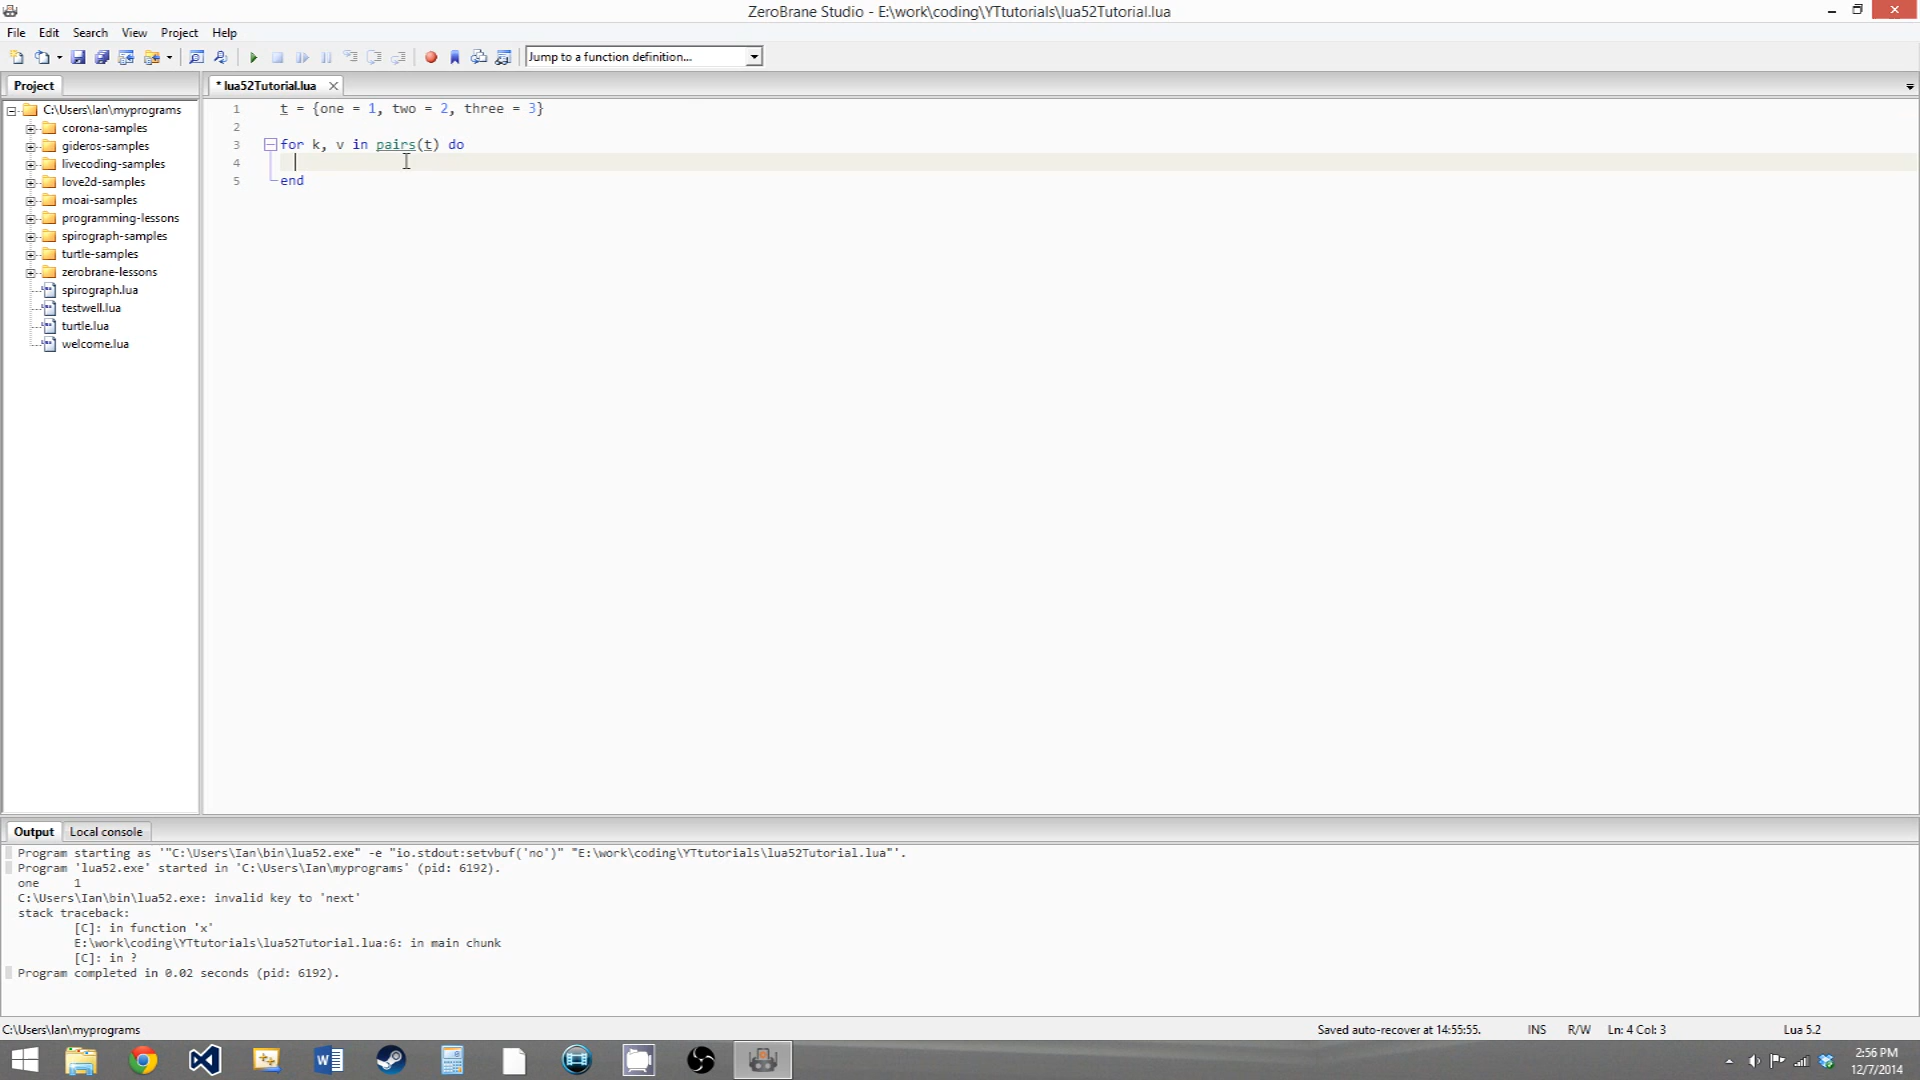 ZeroBrane Studio - E:\work\coding\YTtutorials\lua52Tutorial.lua
File Edit Search View Project Help
Jump to a function definition...
Project
* lua52Tutorial.lua
C:\Users\Ian\myprograms
corona-samples
gideros-samples
livecoding-samples
love2d-samples
moai-samples
programming-lessons
spirograph-samples
turtle-samples
zerobrane-lessons
spirograph.lua
testwell.lua
turtle.lua
welcome.lua
1 t = {one = 1, two = 2, three = 3}
2
3 for k, v in pairs(t) do
4
5 end
Output Local console
Program starting as '"C:\Users\Ian\bin\lua52.exe" -e "io.stdout:setvbuf('no')" "E:\work\coding\YTtutorials\lua52Tutorial.lua"'.
Program 'lua52.exe' started in 'C:\Users\Ian\myprograms' (pid: 6192).
one 1
C:\Users\Ian\bin\lua52.exe: invalid key to 'next'
stack traceback:
[C]: in function 'x'
E:\work\coding\YTtutorials\lua52Tutorial.lua:6: in main chunk
[C]: in ?
Program completed in 0.02 seconds (pid: 6192).
C:\Users\Ian\myprograms Saved auto-recover at 14:55:55. INS R/W Ln: 4 Col: 3 Lua 5.2
2:56 PM
12/7/2014